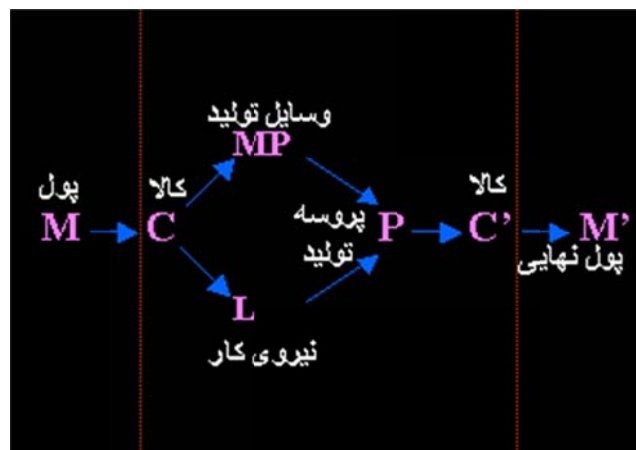 وسایل تولید
MP
پول
M
کالا
C
پروسه
تولید
P
کالا
C’
M’
پول نهایی
L
نیروی کار